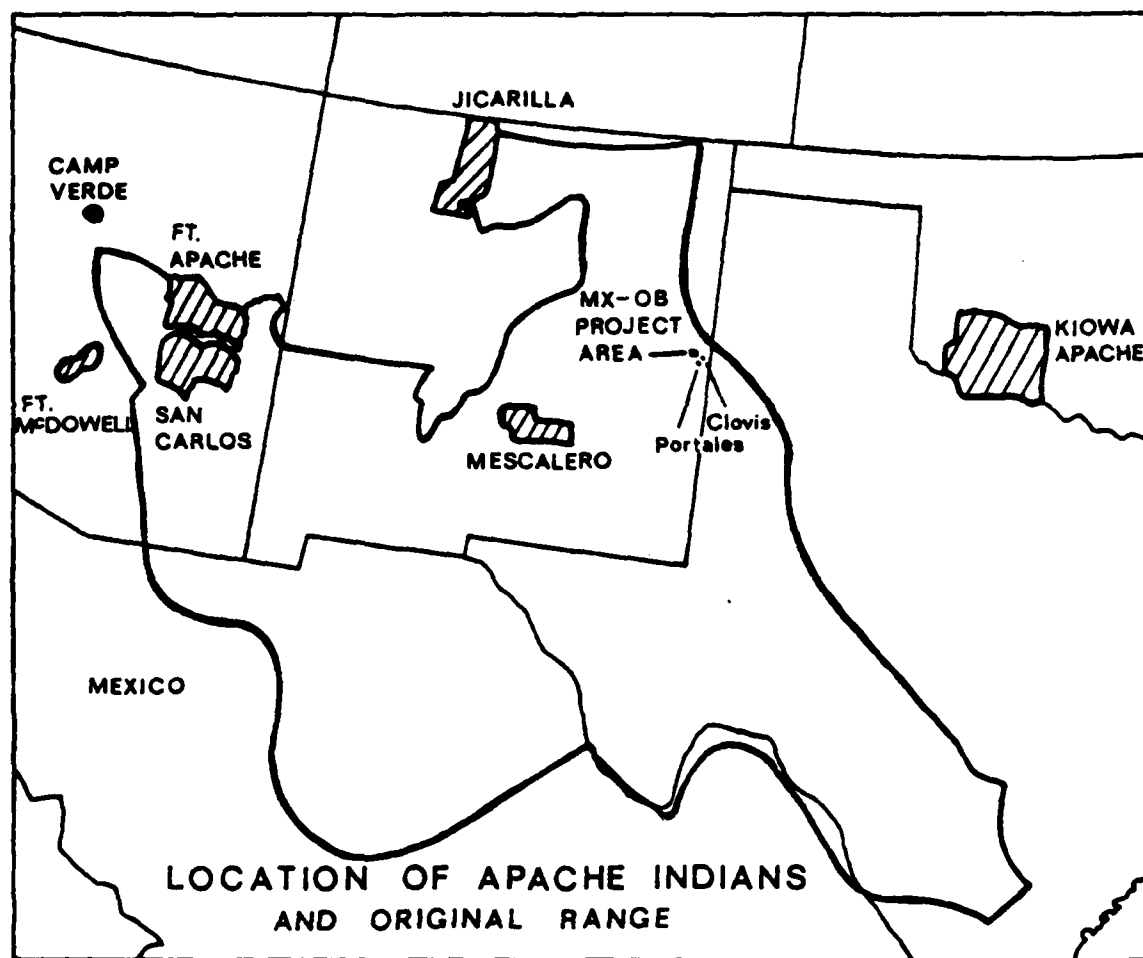 JICARILLA
CAMP
VERDE
FT.
APACHE
MX-OB
PROJECT
AREA
KIOWA
APACHE
FT.
McDOWELL
SAN
CARLOS
Clovis
Portales
MESCALERO
MEXICO
LOCATION OF APACHE INDIANS
AND ORIGINAL RANGE